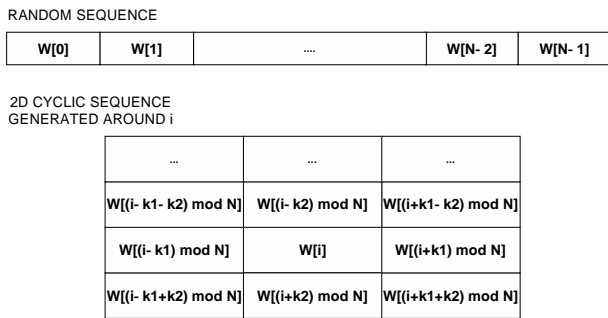 RANDOM SEQUENCE
W[0] W[1] .... W[N- 2] W[N- 1]
2D CYCLIC SEQUENCE
GENERATED AROUND i
... ... ...
W[(i- k1- k2) mod N] W[(i- k2) mod N] W[(i+k1- k2) mod N]
W[(i- k1) mod N] W[i] W[(i+k1) mod N]
W[(i- k1+k2) mod N] W[(i+k2) mod N] W[(i+k1+k2) mod N]